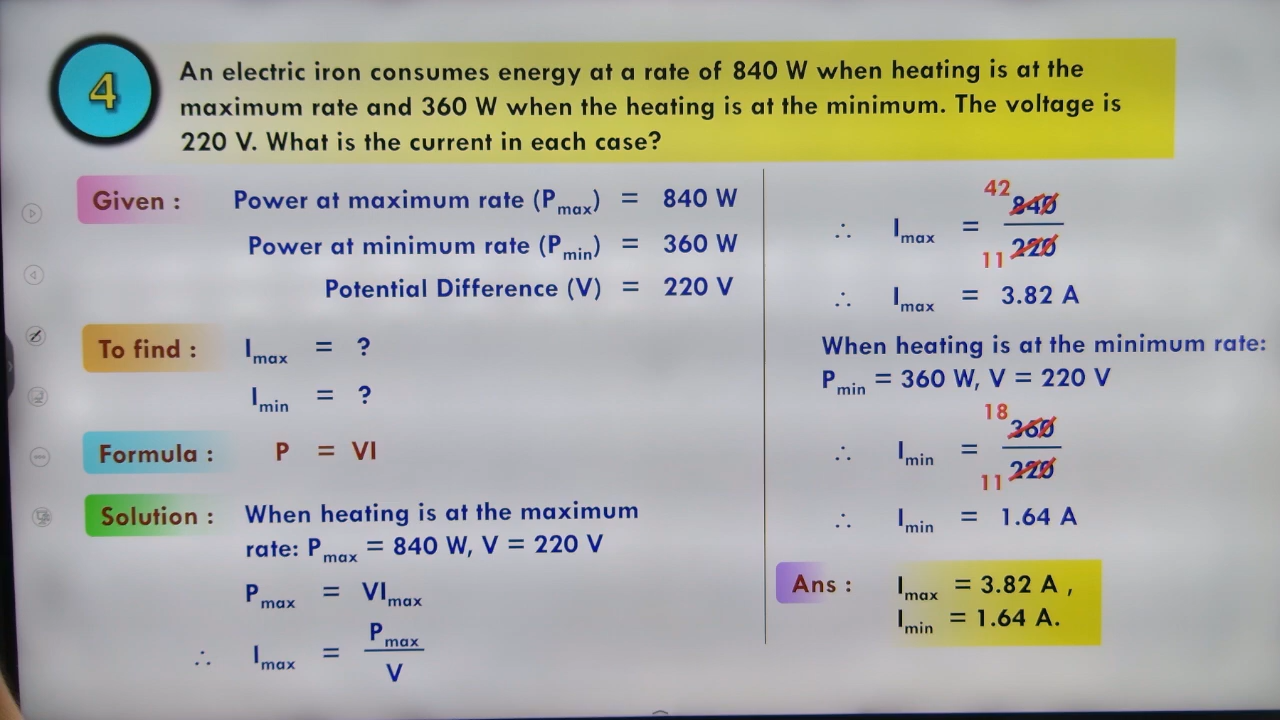 4
An electric iron consumes energy at a rate of 840 W when heating is at the
maximum rate and 360 W when the heating is at the minimum. The voltage is
220 V. What is the current in each case?
Given : Power at maximum rate (Pmax) = 840 W
Power at minimum rate (Pmin) = 360 W
Potential Difference (V) = 220 V
To find : Imax = ?
Imin = ?
Formula : P = VI
Solution : When heating is at the maximum
rate: Pmax = 840 W, V = 220 V
Pmax = VImax
∴ Imax = Pmax
V
42 840
∴ Imax =
11 220
∴ Imax = 3.82 A
When heating is at the minimum rate:
Pmin = 360 W, V = 220 V
18 360
∴ Imin =
11 220
∴ Imin = 1.64 A
Ans : Imax = 3.82 A ,
Imin = 1.64 A.